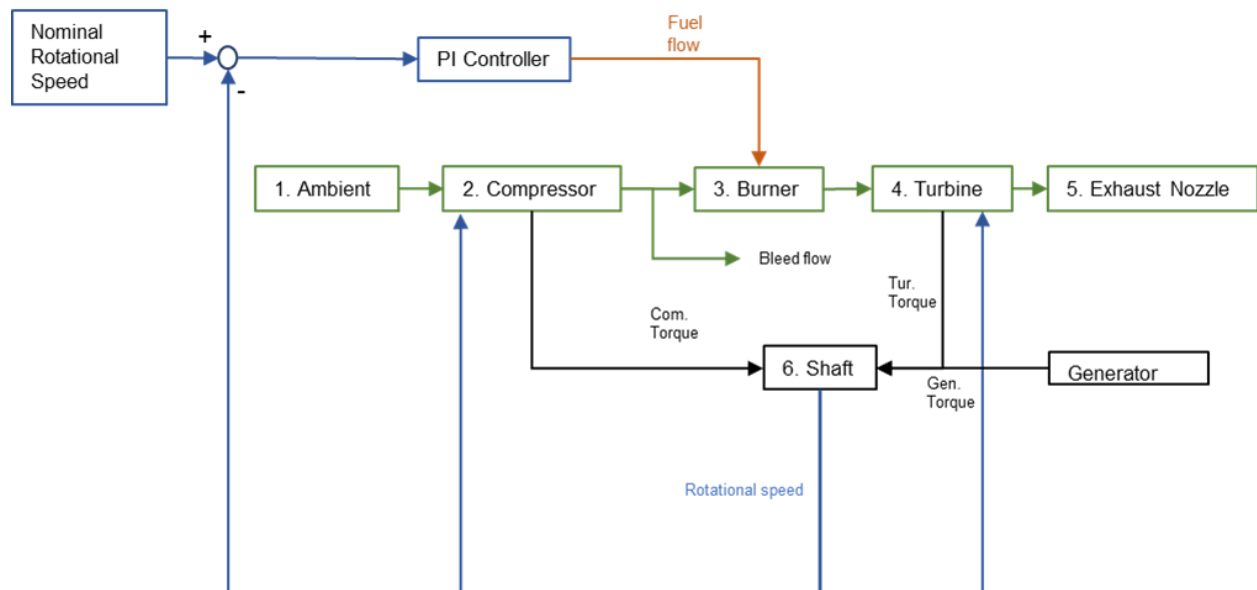 Nominal
Rotational
Speed
+
-
PI Controller
Fuel
flow
1. Ambient
2. Compressor
3. Burner
4. Turbine
5. Exhaust Nozzle
Bleed flow
Com.
Torque
Tur.
Torque
6. Shaft
Gen.
Torque
Generator
Rotational speed